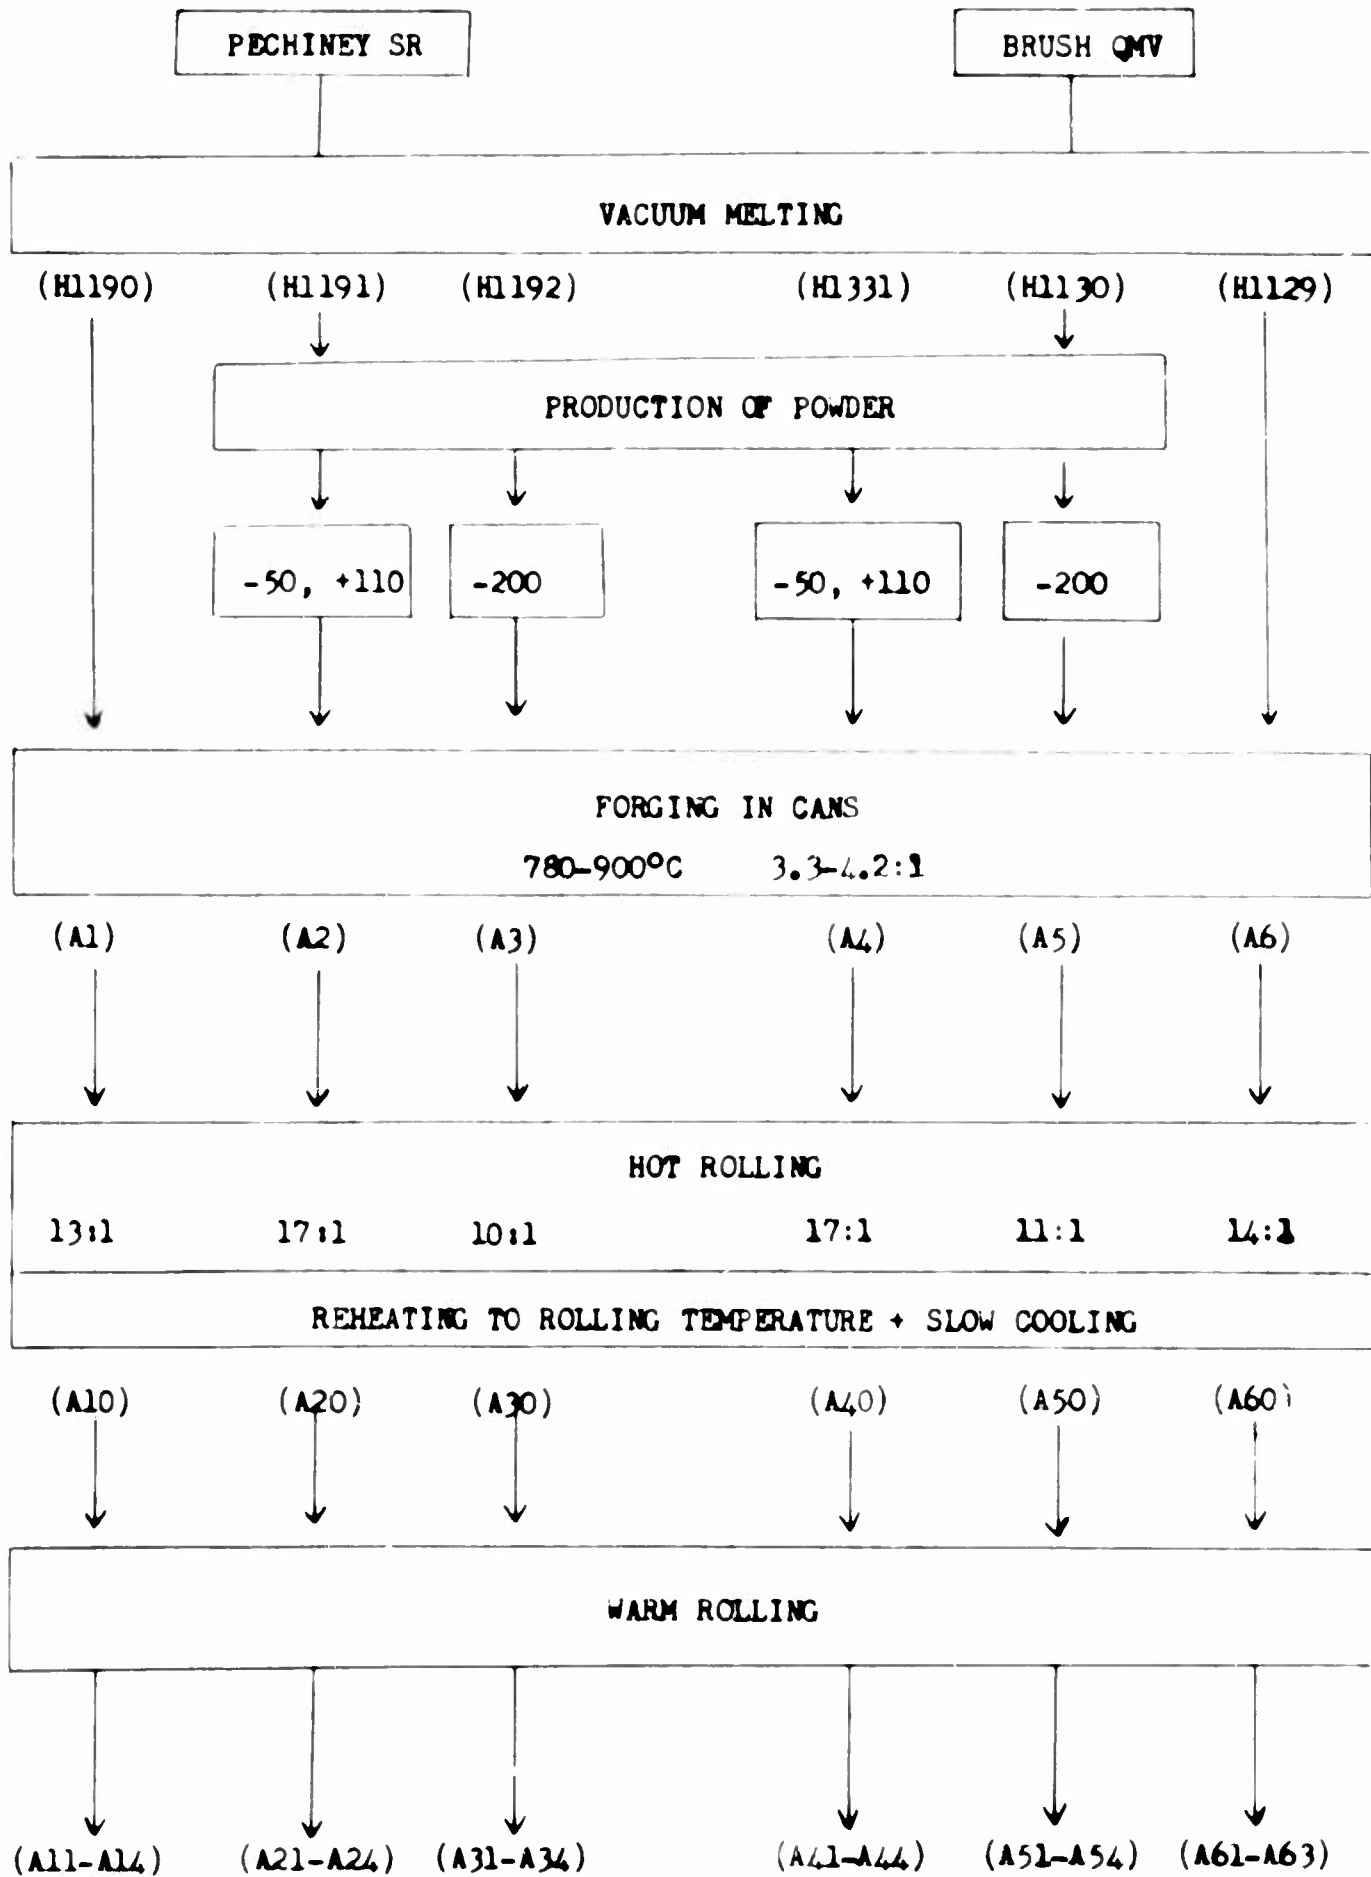 PECHINEY SR BRUSH QMV
VACUUM MELTING
(H1190) (H1191) (H1192) (H1331) (H1130) (H1129)
PRODUCTION OF POWDER
-50, +110 -200 -50, +110 -200
FORGING IN CANS
780-900°C 3.3-4.2:1
(A1) (A2) (A3) (A4) (A5) (A6)
HOT ROLLING
13:1 17:1 10:1 17:1 11:1 14:1
REHEATING TO ROLLING TEMPERATURE + SLOW COOLING
(A10) (A20) (A30) (A40) (A50) (A60)
WARM ROLLING
(A11-A14) (A21-A24) (A31-A34) (A41-A44) (A51-A54) (A61-A63)